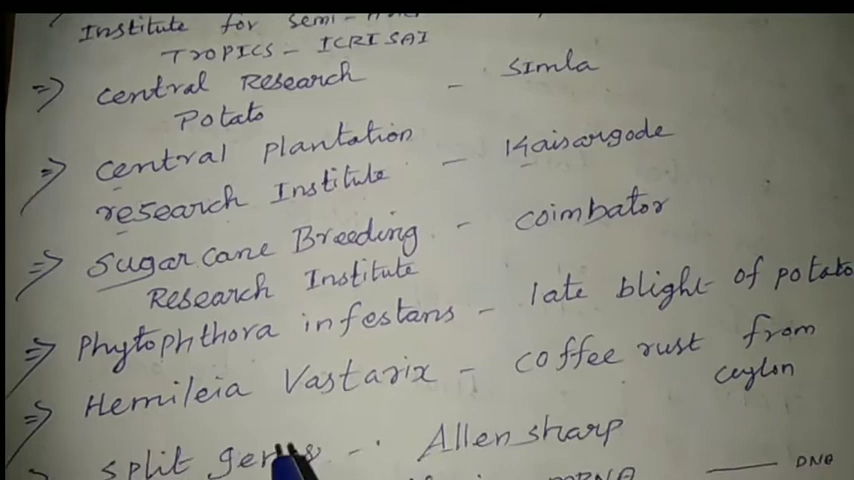 Institute for Semi-
TROPICS - ICRISAT
⇒ Central Research - Simla
Potato
⇒ Central plantation - Kaisargode
research Institute
⇒ Sugar cane Breeding - coimbator
Research Institute
⇒ Phytophthora infestans - late blight of potato
⇒ Hemileia Vastarix - coffee rust from
ceylon
split genes - Allen sharp
mRNA — DNA